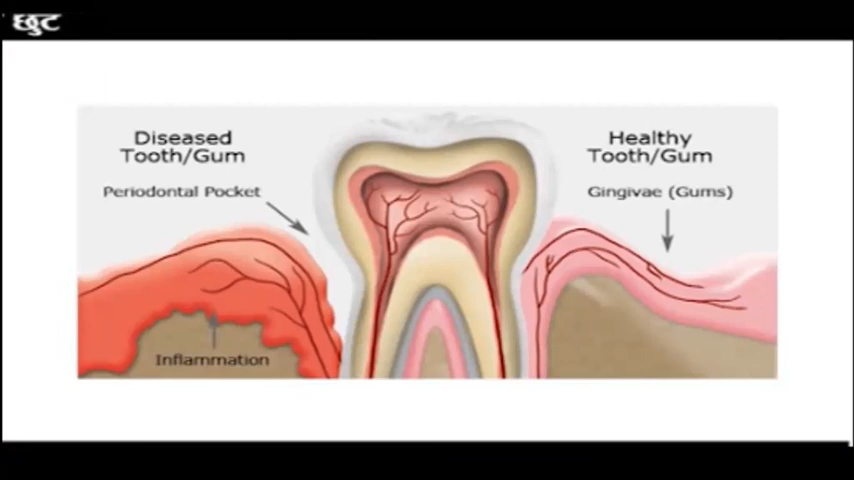 छुट
Diseased
Tooth/Gum
Periodontal Pocket
Inflammation
Healthy
Tooth/Gum
Gingivae (Gums)